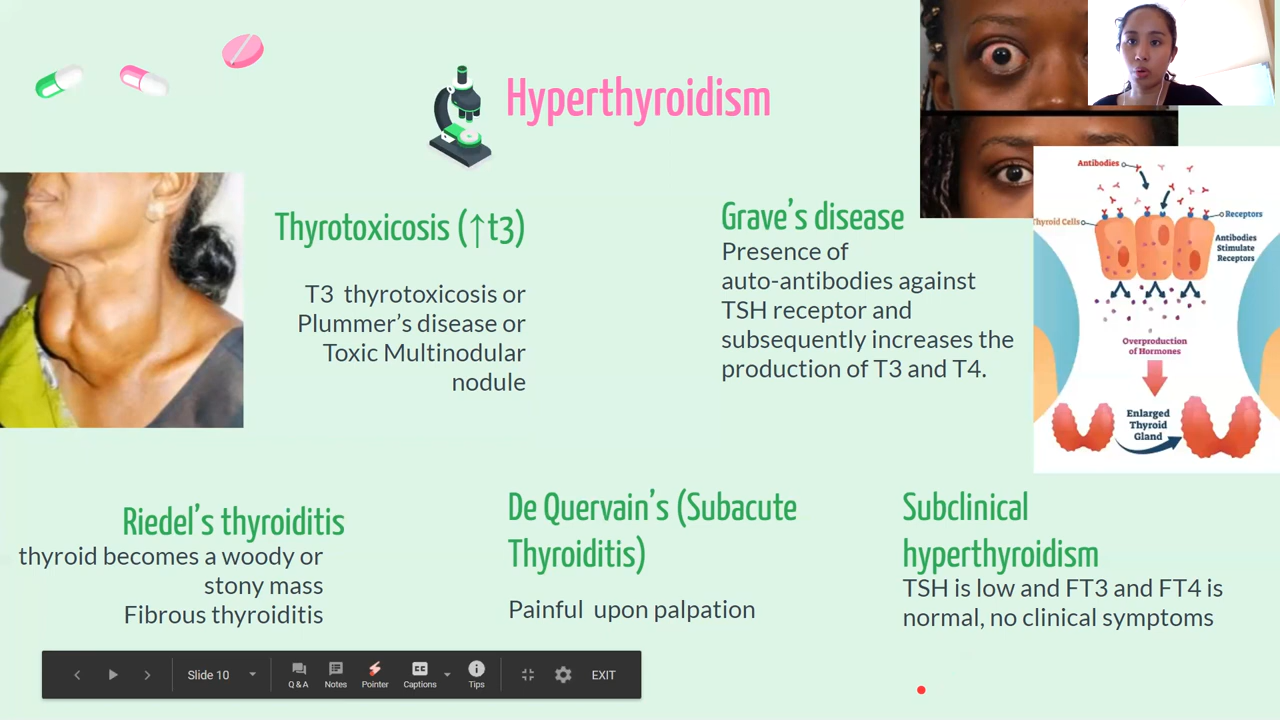 Hyperthyroidism
Thyrotoxicosis (↑t3)
T3 thyrotoxicosis or
Plummer's disease or
Toxic Multinodular
nodule
Grave's disease
Presence of
auto-antibodies against
TSH receptor and
subsequently increases the
production of T3 and T4.
Antibodies
Thyroid Cells
Receptors
Antibodies
Stimulate
Receptors
Overproduction
of Hormones
Enlarged
Thyroid
Gland
Riedel's thyroiditis
thyroid becomes a woody or
stony mass
Fibrous thyroiditis
De Quervain's (Subacute
Thyroiditis)
Painful upon palpation
Subclinical
hyperthyroidism
TSH is low and FT3 and FT4 is
normal, no clinical symptoms
Slide 10
Q & A
Notes
Pointer
CC
Captions
Tips
EXIT